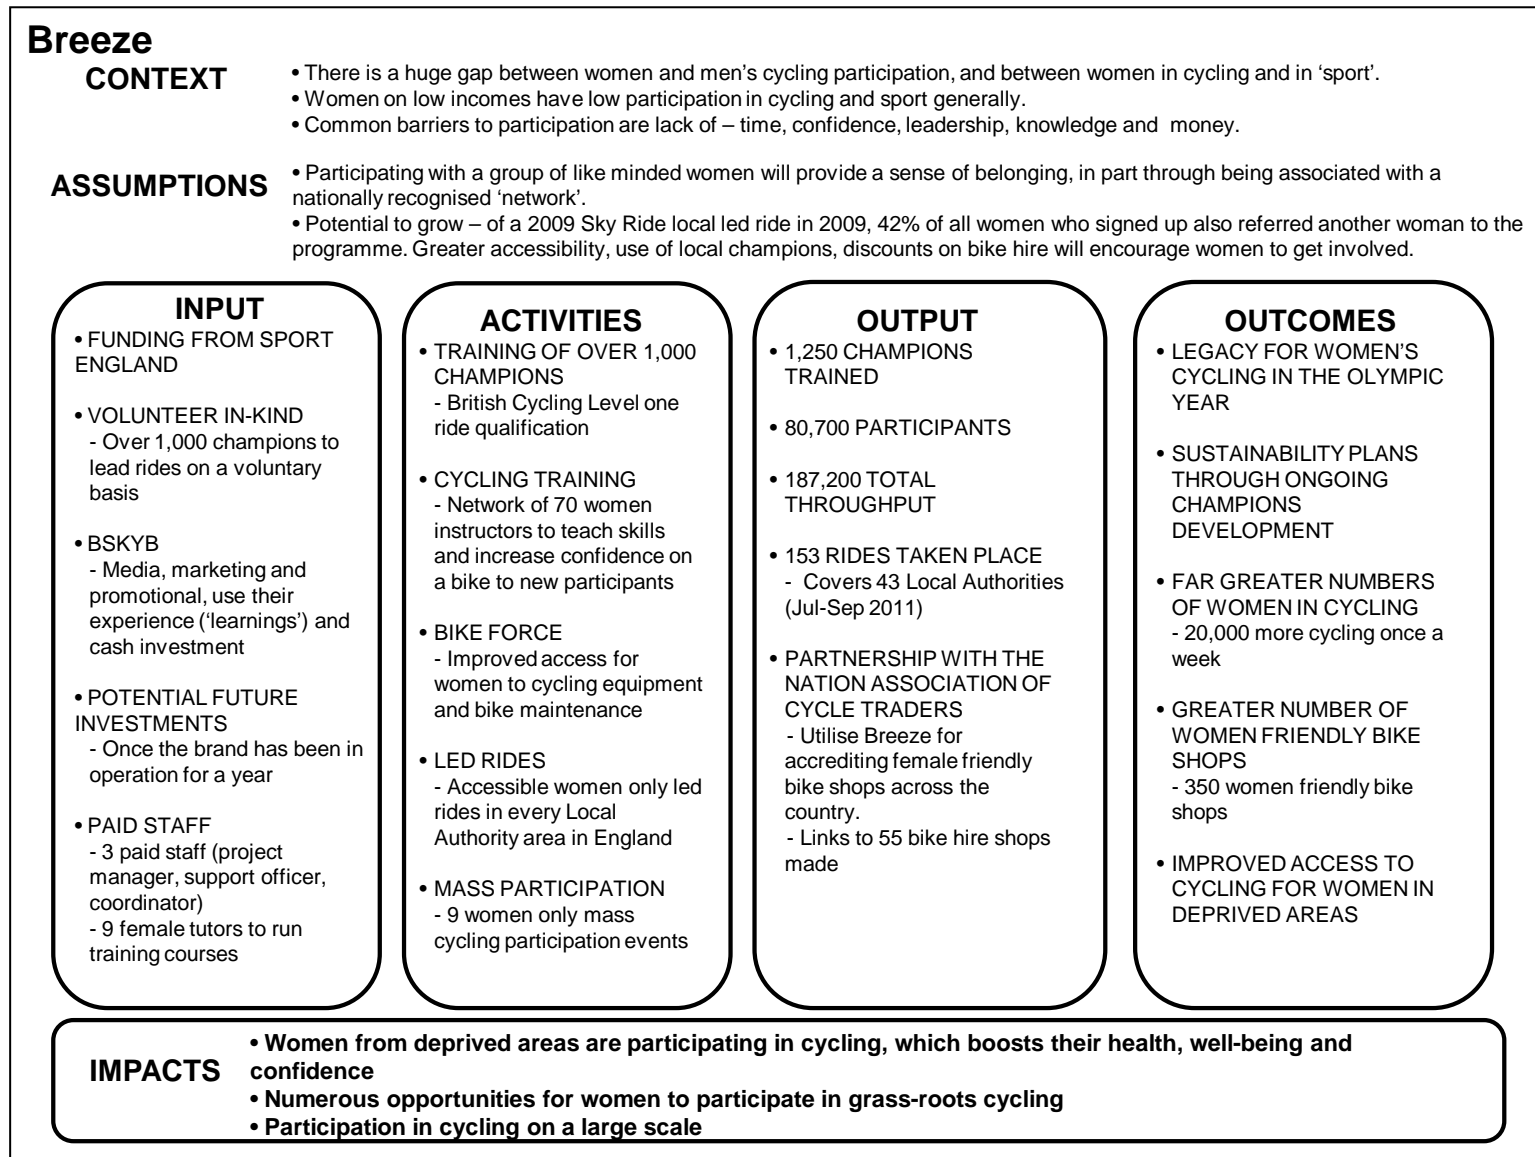 Breeze
CONTEXT
• There is a huge gap between women and men's cycling participation, and between women in cycling and in 'sport'.
• Women on low incomes have low participation in cycling and sport generally.
• Common barriers to participation are lack of – time, confidence, leadership, knowledge and money.
ASSUMPTIONS
• Participating with a group of like minded women will provide a sense of belonging, in part through being associated with a
nationally recognised 'network'.
• Potential to grow – of a 2009 Sky Ride local led ride in 2009, 42% of all women who signed up also referred another woman to the
programme. Greater accessibility, use of local champions, discounts on bike hire will encourage women to get involved.
INPUT
• FUNDING FROM SPORT
ENGLAND
• VOLUNTEER IN-KIND
- Over 1,000 champions to
lead rides on a voluntary
basis
• BSKYB
- Media, marketing and
promotional, use their
experience ('learnings') and
cash investment
• POTENTIAL FUTURE
INVESTMENTS
- Once the brand has been in
operation for a year
• PAID STAFF
- 3 paid staff (project
manager, support officer,
coordinator)
- 9 female tutors to run
training courses
ACTIVITIES
• TRAINING OF OVER 1,000
CHAMPIONS
- British Cycling Level one
ride qualification
• CYCLING TRAINING
- Network of 70 women
instructors to teach skills
and increase confidence on
a bike to new participants
• BIKE FORCE
- Improved access for
women to cycling equipment
and bike maintenance
• LED RIDES
- Accessible women only led
rides in every Local
Authority area in England
• MASS PARTICIPATION
- 9 women only mass
cycling participation events
OUTPUT
• 1,250 CHAMPIONS
TRAINED
• 80,700 PARTICIPANTS
• 187,200 TOTAL
THROUGHPUT
• 153 RIDES TAKEN PLACE
- Covers 43 Local Authorities
(Jul-Sep 2011)
• PARTNERSHIP WITH THE
NATION ASSOCIATION OF
CYCLE TRADERS
- Utilise Breeze for
accrediting female friendly
bike shops across the
country.
- Links to 55 bike hire shops
made
OUTCOMES
• LEGACY FOR WOMEN'S
CYCLING IN THE OLYMPIC
YEAR
• SUSTAINABILITY PLANS
THROUGH ONGOING
CHAMPIONS
DEVELOPMENT
• FAR GREATER NUMBERS
OF WOMEN IN CYCLING
- 20,000 more cycling once a
week
• GREATER NUMBER OF
WOMEN FRIENDLY BIKE
SHOPS
- 350 women friendly bike
shops
• IMPROVED ACCESS TO
CYCLING FOR WOMEN IN
DEPRIVED AREAS
IMPACTS
• Women from deprived areas are participating in cycling, which boosts their health, well-being and
confidence
• Numerous opportunities for women to participate in grass-roots cycling
• Participation in cycling on a large scale